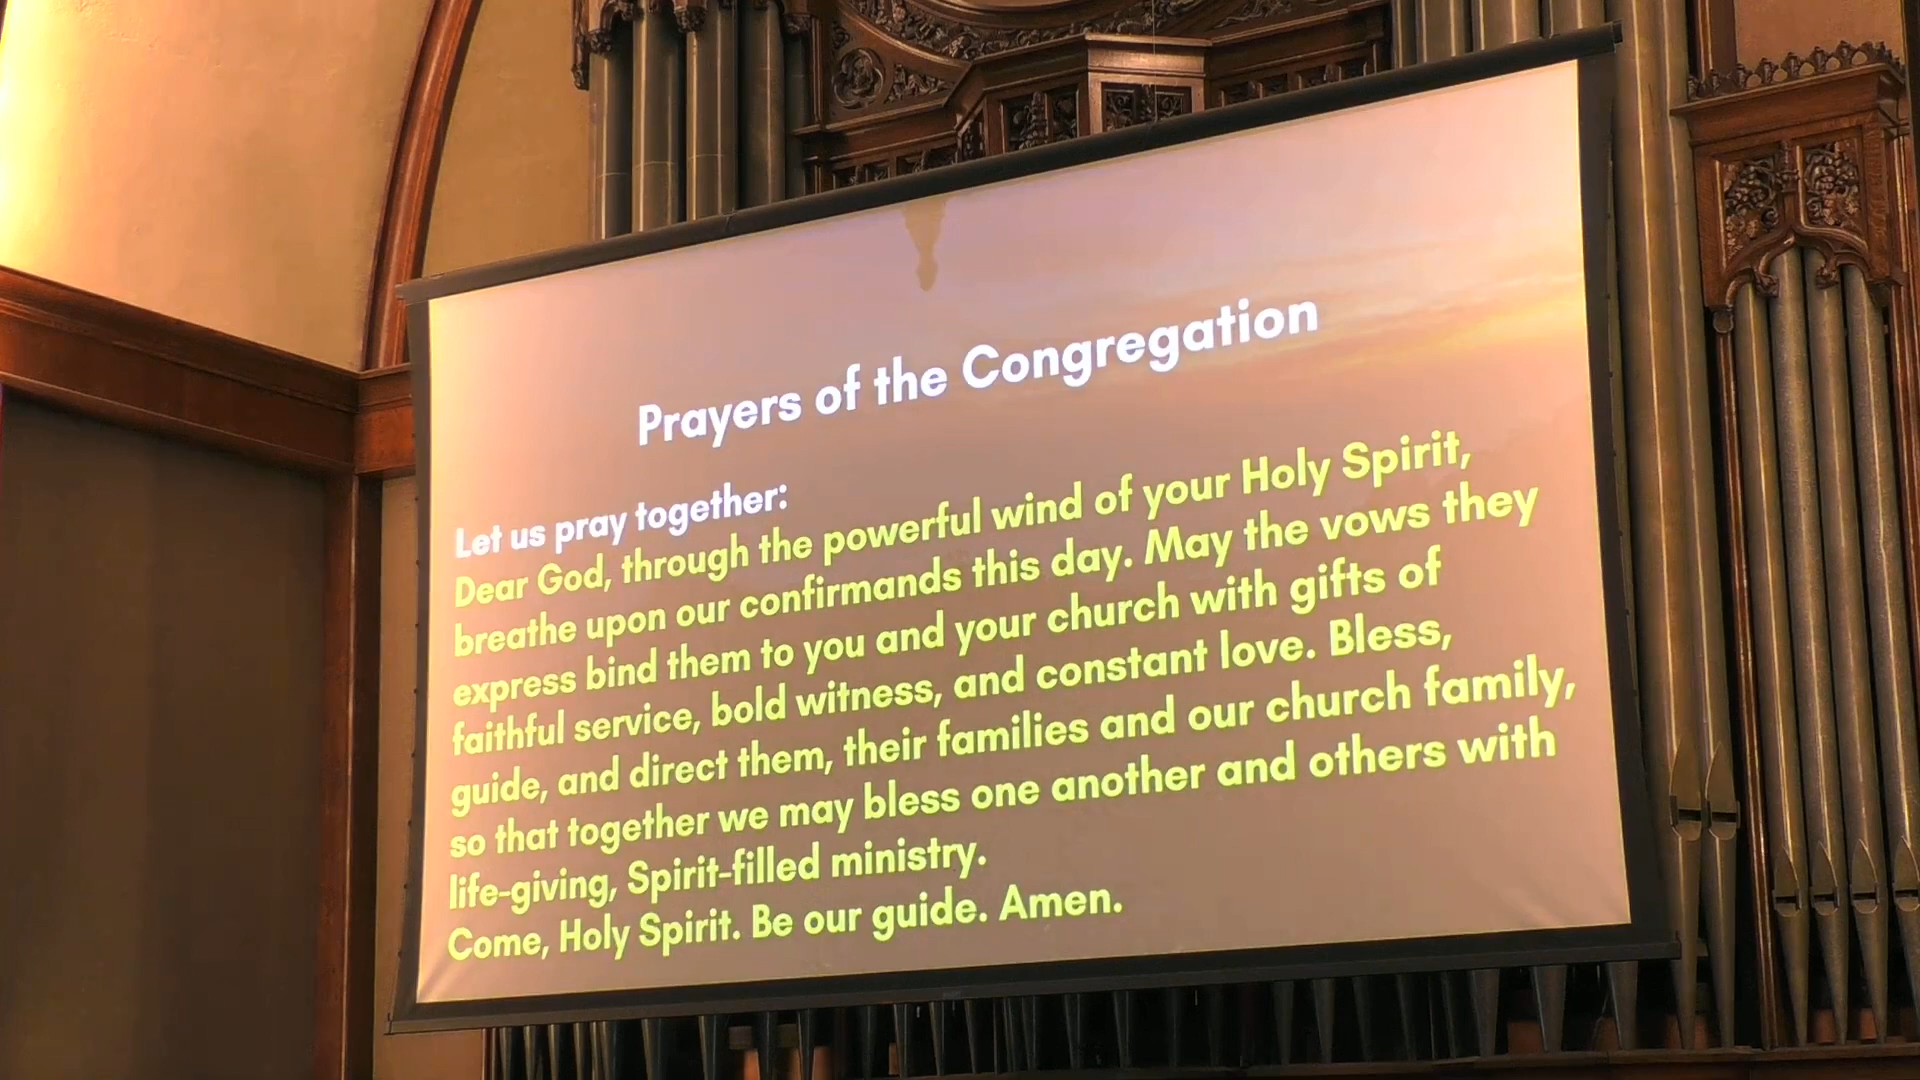 Prayers of the Congregation
Let us pray together:
Dear God, through the powerful wind of your Holy Spirit,
breathe upon our confirmands this day. May the vows they
express bind them to you and your church with gifts of
faithful service, bold witness, and constant love. Bless,
guide, and direct them, their families and our church family,
so that together we may bless one another and others with
life-giving, Spirit-filled ministry.
Come, Holy Spirit. Be our guide. Amen.